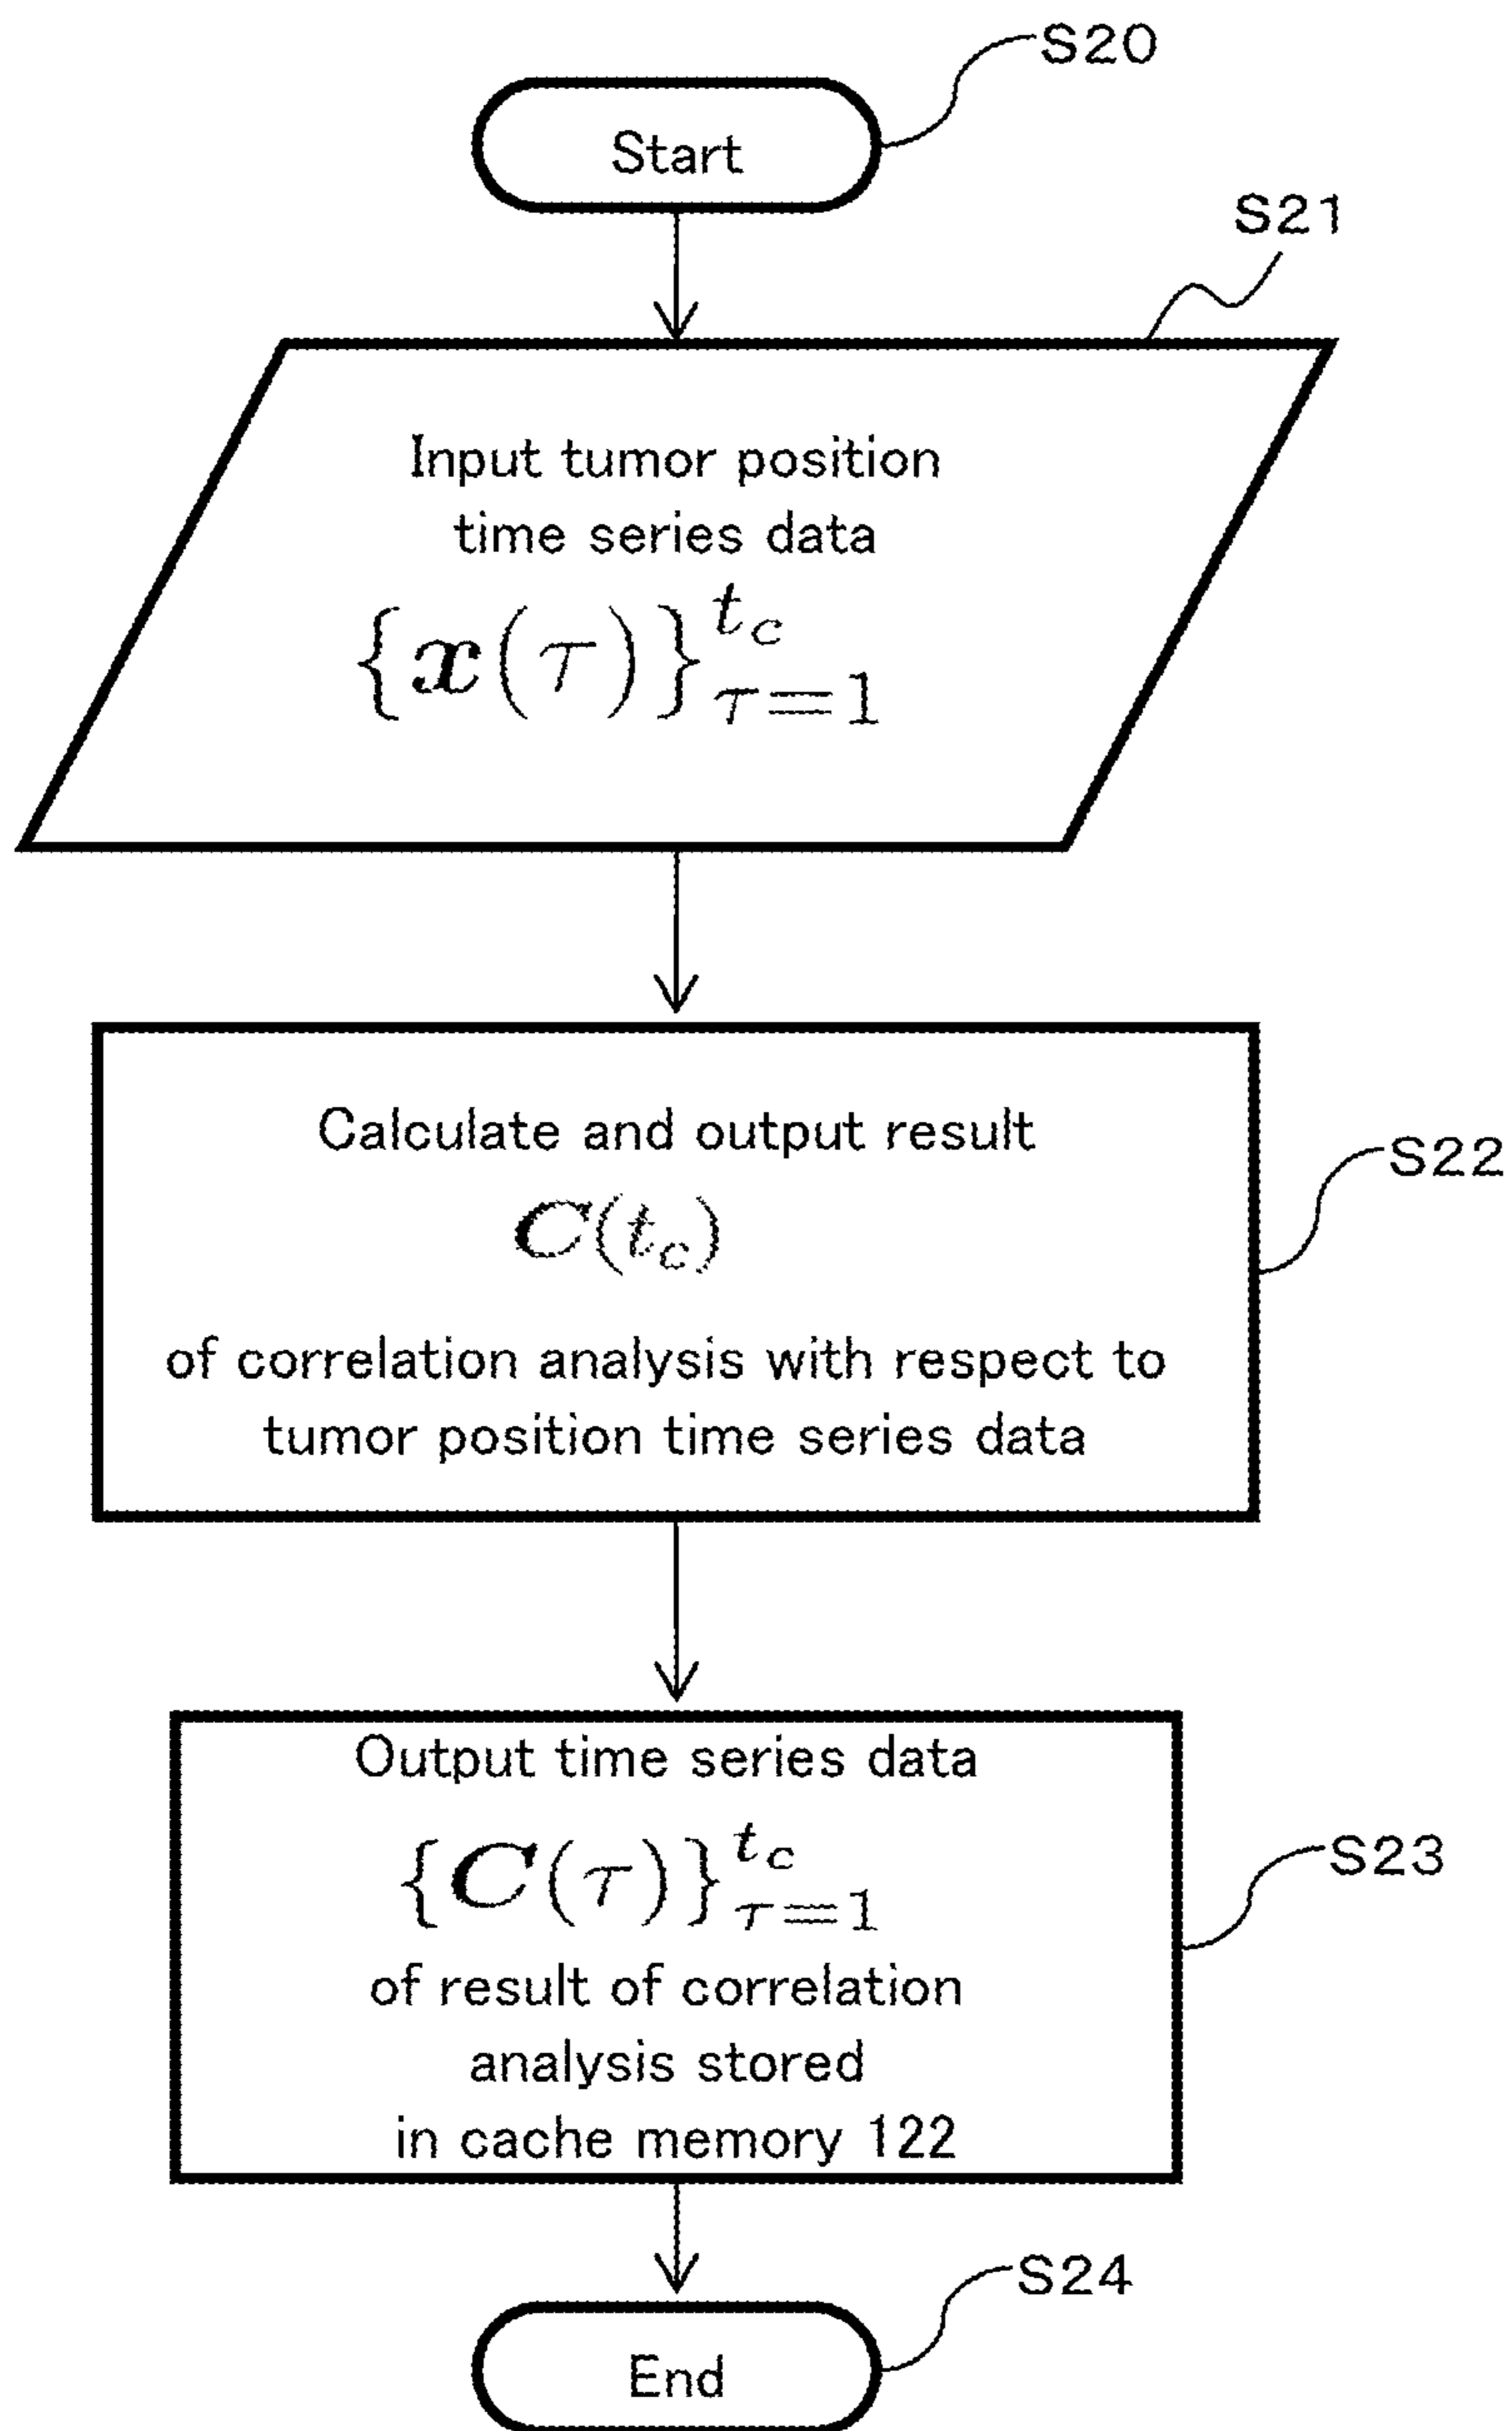 S20
Start
S21
Input tumor position
time series data
{x(τ)}_{τ=1}^{t_c}
Calculate and output result
C(t_c)
S22
of correlation analysis with respect to
tumor position time series data
Output time series data
{C(τ)}_{τ=1}^{t_c}
S23
of result of correlation
analysis stored
in cache memory 122
S24
End